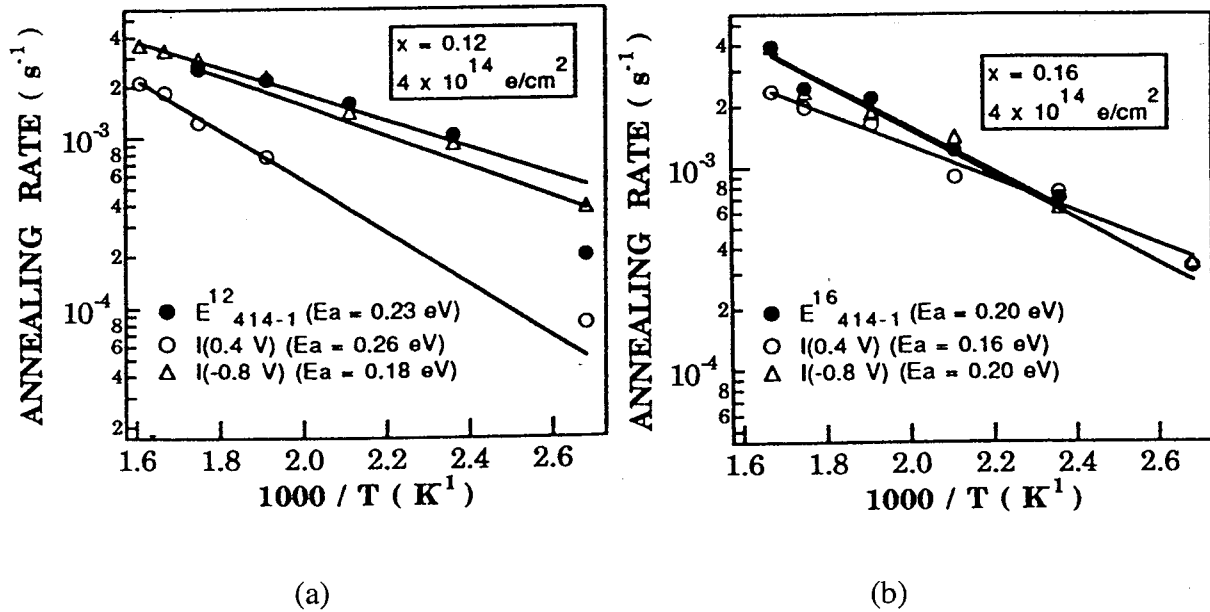 ANNEALING RATE ( s⁻¹ )
4
2
10⁻³
8
6
4
2
10⁻⁴
8
6
4
2
x = 0.12
4 x 10¹⁴ e/cm²
● E¹²₄₁₄₋₁ (Ea = 0.23 eV)
○ I(0.4 V) (Ea = 0.26 eV)
△ I(-0.8 V) (Ea = 0.18 eV)
1.6 2.0 2.2 2.4 2.6
1000 / T ( K¹ )
(a)
ANNEALING RATE ( s⁻¹ )
4
2
10⁻³
8
6
4
2
10⁻⁴
8
6
x = 0.16
4 x 10¹⁴ e/cm²
● E¹⁶₄₁₄₋₁ (Ea = 0.20 eV)
○ I(0.4 V) (Ea = 0.16 eV)
△ I(-0.8 V) (Ea = 0.20 eV)
1.6 1.8 2.0 2.2 2.4 2.6
1000 / T ( K¹ )
(b)